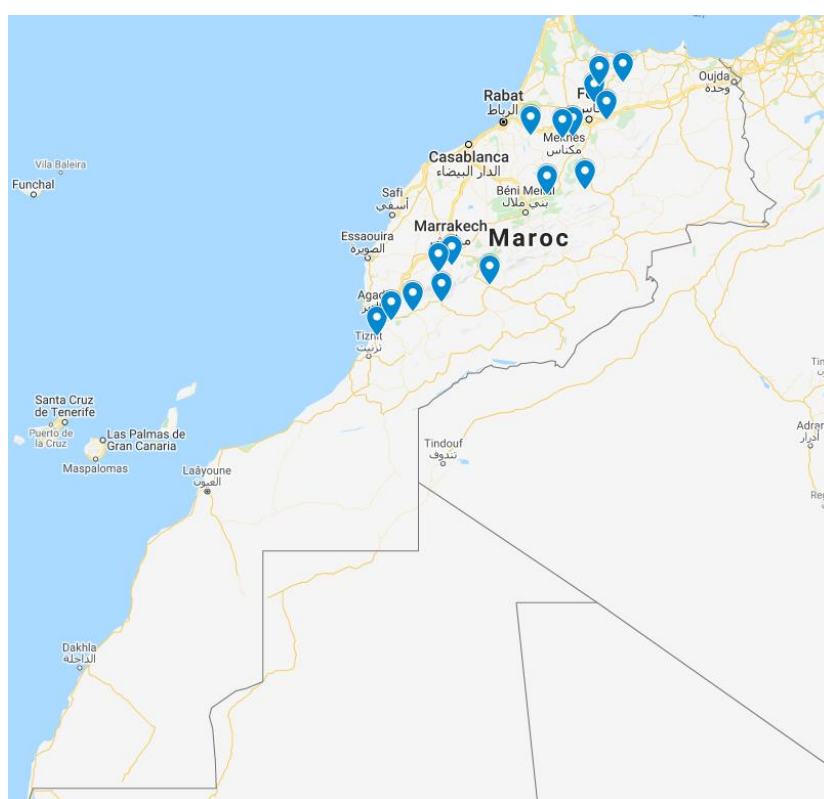 Oujda
وجدة
Rabat
الرباط
Meknès
مكناس
Casablanca
الدار البيضاء
Vila Baleira
Funchal
Safi
آسفي
Béni Mellal
بني ملال
Marrakech
Essaouira
الصويرة
Maroc
Tiznit
تزنيت
Santa Cruz
de Tenerife
Puerto de
la Cruz
Las Palmas de
Gran Canaria
Maspalomas
Tindouf
تندوف
Adrar
أدرار
Laâyoune
العيون
Dakhla
الداخلة